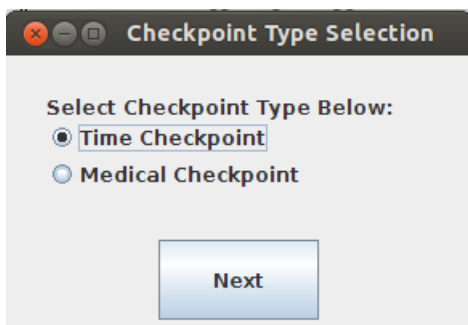 Checkpoint Type Selection
Select Checkpoint Type Below:
Time Checkpoint
Medical Checkpoint
Next